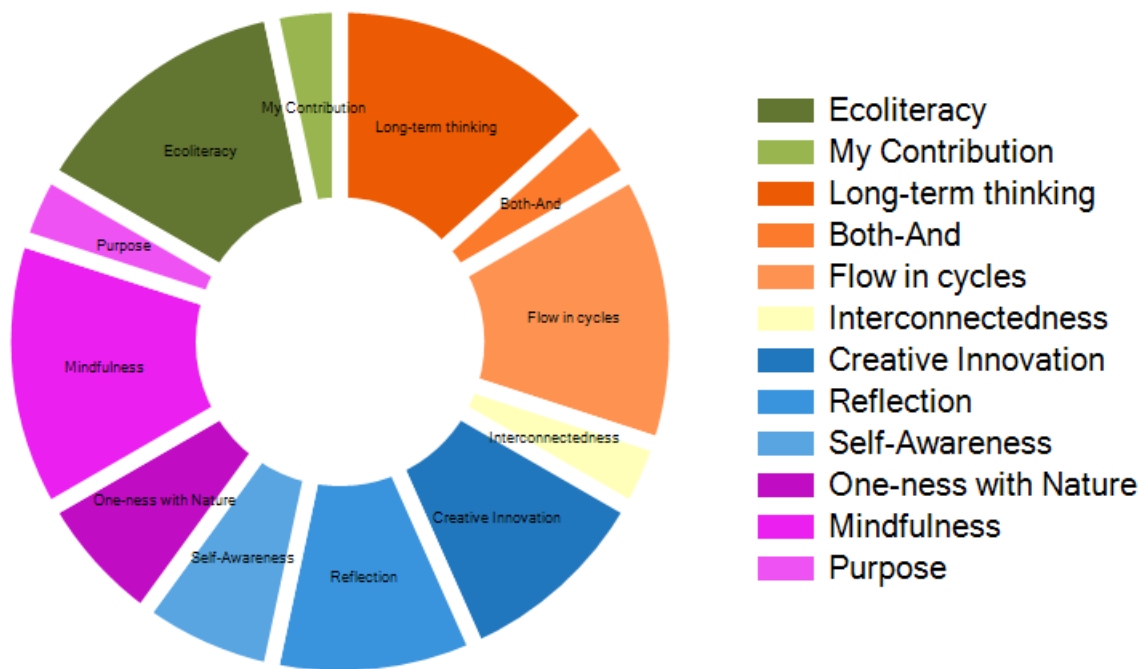 My Contribution
Long-term thinking
Ecoliteracy
Both-And
Purpose
Flow in cycles
Mindfulness
Interconnectedness
One-ness with Nature
Creative Innovation
Self-Awareness
Reflection
Ecoliteracy
My Contribution
Long-term thinking
Both-And
Flow in cycles
Interconnectedness
Creative Innovation
Reflection
Self-Awareness
One-ness with Nature
Mindfulness
Purpose